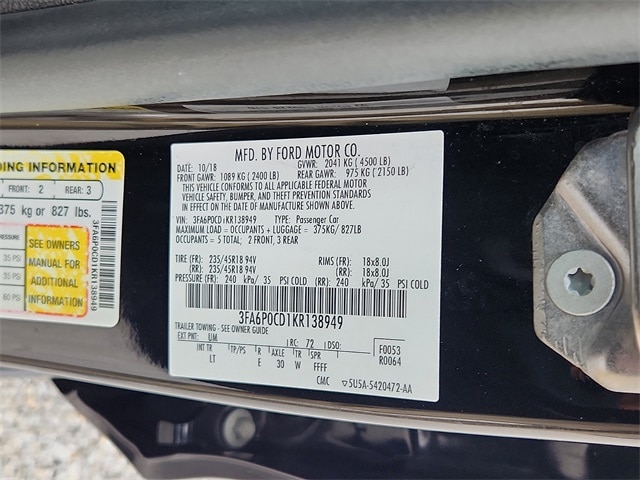 DING INFORMATION
FRONT: 2 REAR: 3
375 kg or 827 lbs.
PRESSURE
35 PSI
35 PSI
60 PSI
SEE OWNERS
MANUAL FOR
ADDITIONAL
INFORMATION
3FA6P0CD1KR138949
MFD. BY FORD MOTOR CO.
DATE: 10/18 GVWR: 2041 KG ( 4500 LB)
FRONT GAWR: 1089 KG ( 2400 LB) REAR GAWR: 975 KG ( 2150 LB)
THIS VEHICLE CONFORMS TO ALL APPLICABLE FEDERAL MOTOR
VEHICLE SAFETY, BUMPER, AND THEFT PREVENTION STANDARDS
IN EFFECT ON THE DATE OF MANUFACTURE SHOWN ABOVE.
VIN: 3FA6P0CD1KR138949 TYPE: Passenger Car
MAXIMUM LOAD = OCCUPANTS + LUGGAGE = 375KG/ 827LB
OCCUPANTS = 5 TOTAL; 2 FRONT, 3 REAR
TIRE (FR): 235/45R18 94V RIMS (FR): 18x8.0J
(RR): 235/45R18 94V (RR): 18x8.0J
PRESSURE (FR): 240 kPa/ 35 PSI COLD (RR): 240 kPa/ 35 PSI COLD
3FA6P0CD1KR138949
TRAILER TOWING - SEE OWNER GUIDE
EXT PNT: UM RC: 72 DSO: F0053
INT TR TP/PS R AXLE TR SPR R0064
LT E 30 W FFFF
CMC 5U5A-5420472-AA